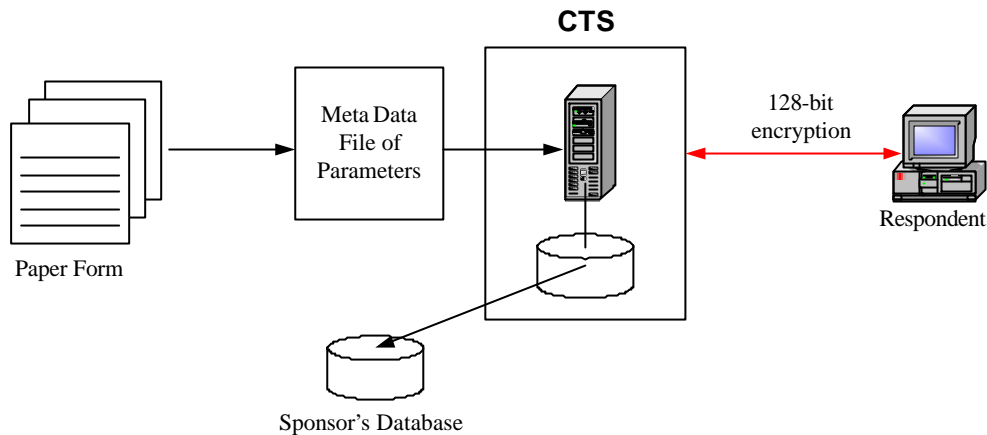 CTS
Meta Data
File of
Parameters
128-bit
encryption
Paper Form
Respondent
Sponsor’s Database